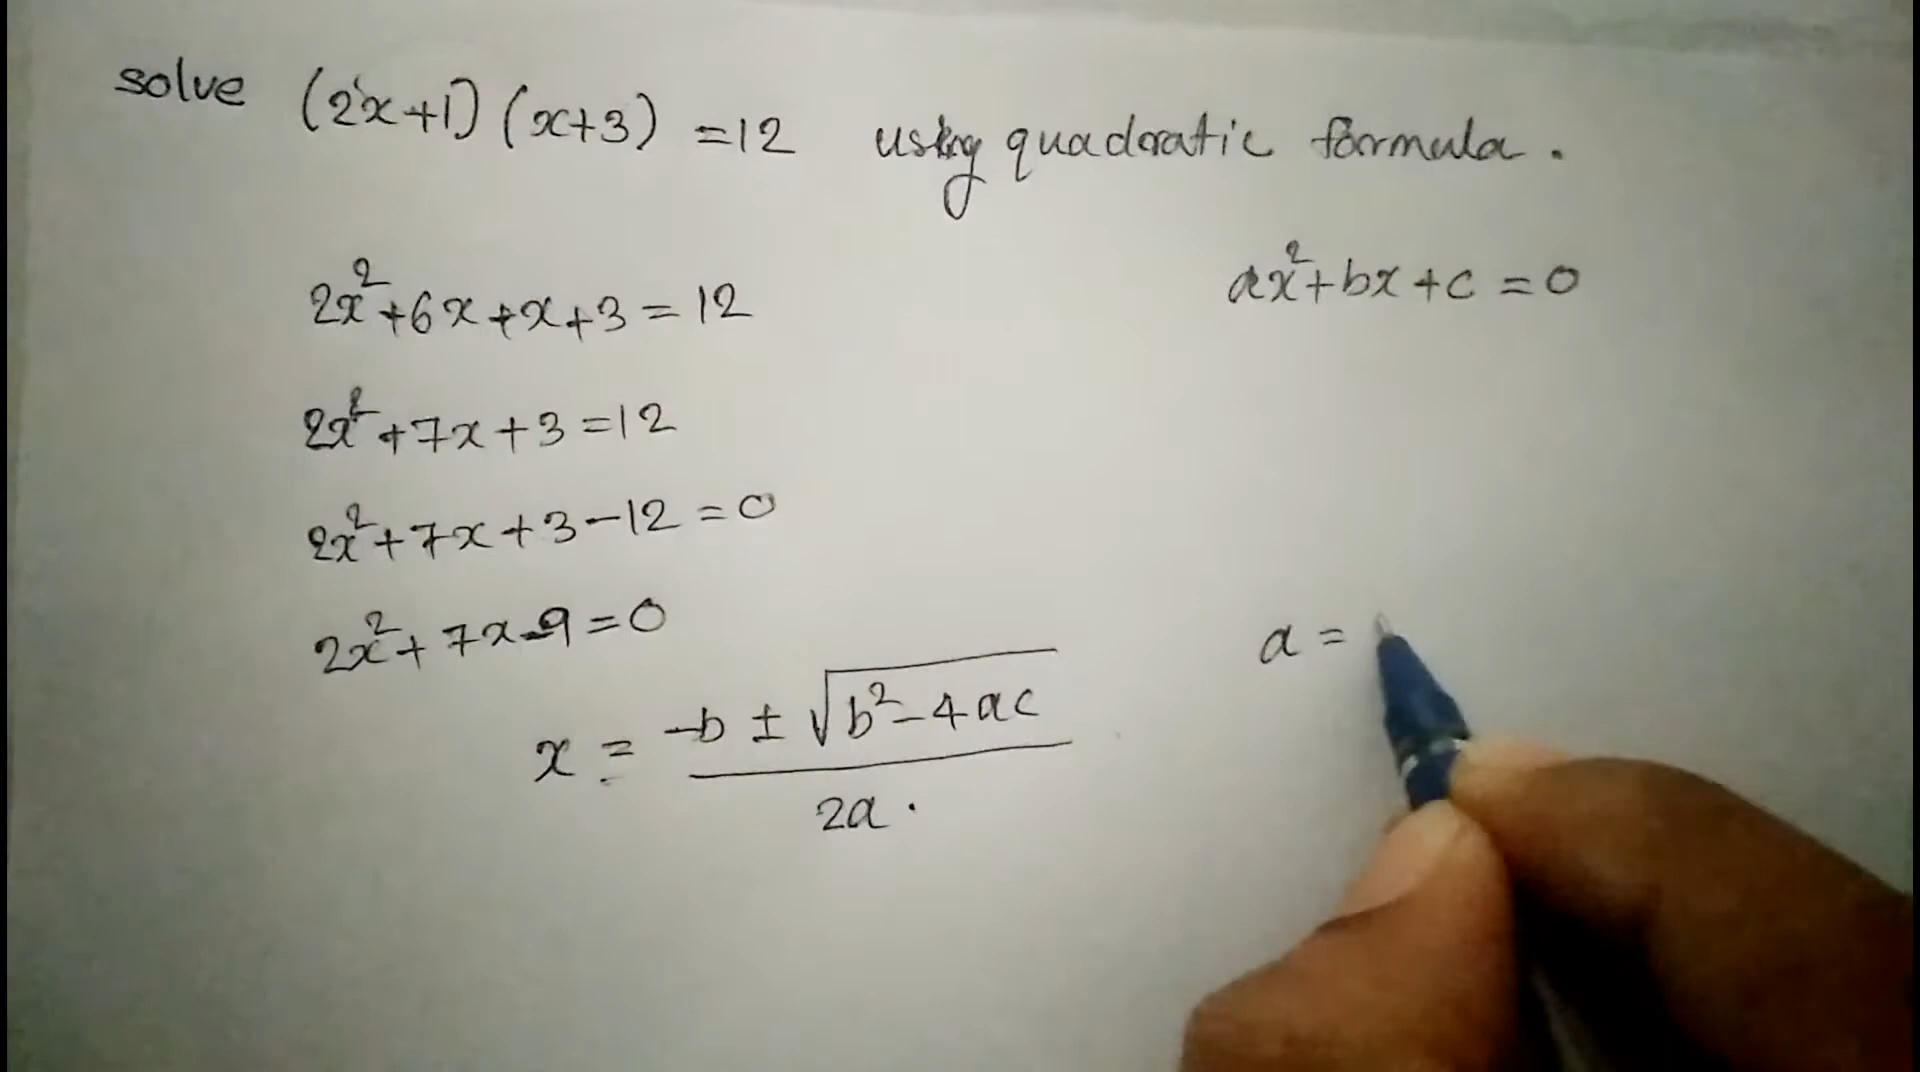 solve (2x+1) (x+3) = 12 using quadratic formula.
2x²+6x+x+3 = 12
ax²+bx+c = 0
2x²+7x+3 = 12
2x²+7x+3-12 = 0
2x²+7x-9 = 0
a =
x = -b ± √b²-4ac / 2a.